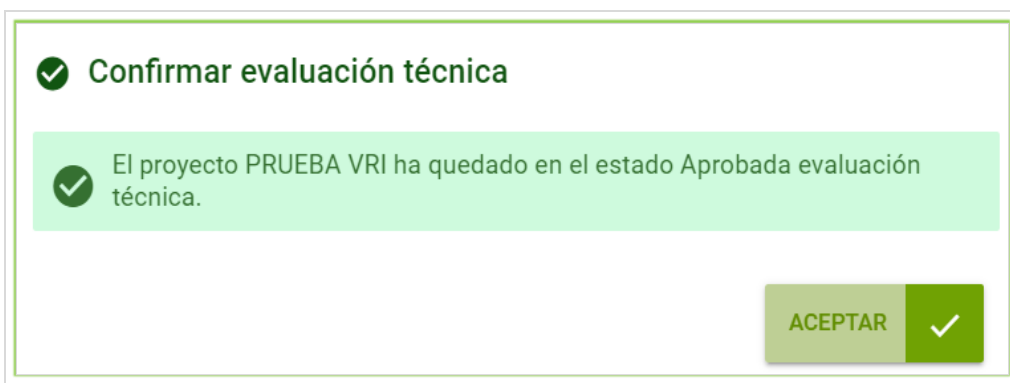 Confirmar evaluación técnica
El proyecto PRUEBA VRI ha quedado en el estado Aprobada evaluación
técnica.
ACEPTAR